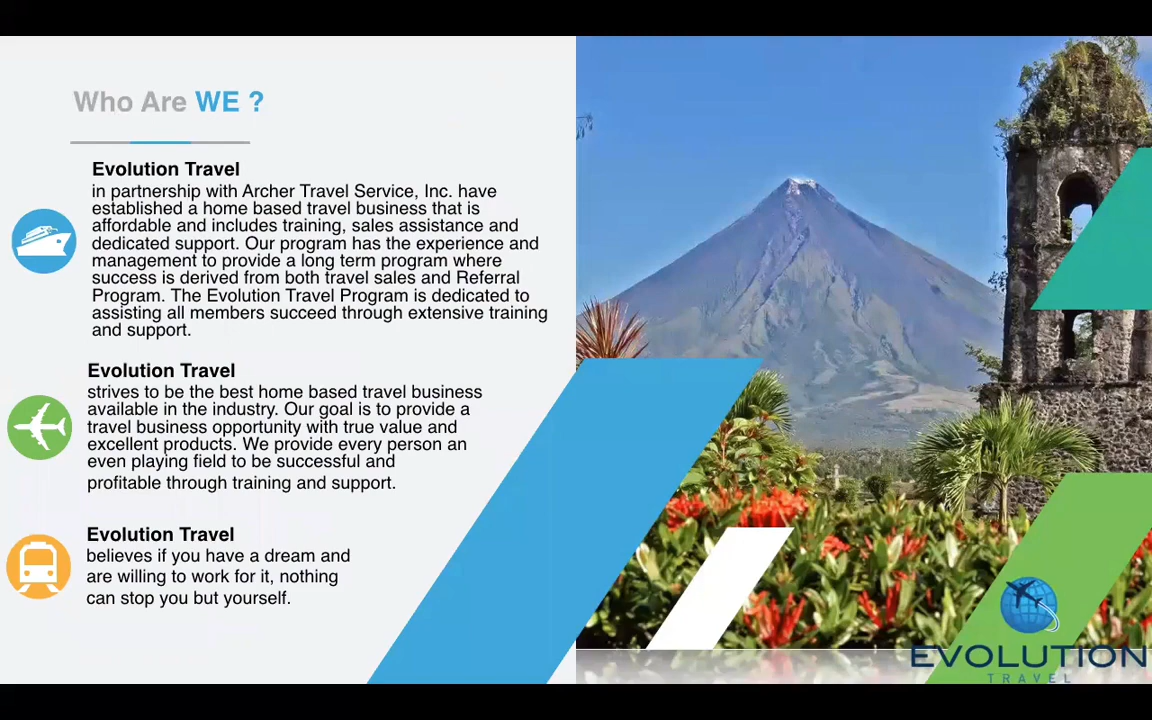 Who Are WE ?
Evolution Travel
in partnership with Archer Travel Service, Inc. have
established a home based travel business that is
affordable and includes training, sales assistance and
dedicated support. Our program has the experience and
management to provide a long term program where
success is derived from both travel sales and Referral
Program. The Evolution Travel Program is dedicated to
assisting all members succeed through extensive training
and support.
Evolution Travel
strives to be the best home based travel business
available in the industry. Our goal is to provide a
travel business opportunity with true value and
excellent products. We provide every person an
even playing field to be successful and
profitable through training and support.
Evolution Travel
believes if you have a dream and
are willing to work for it, nothing
can stop you but yourself.
EVOLUTION
TRAVEL